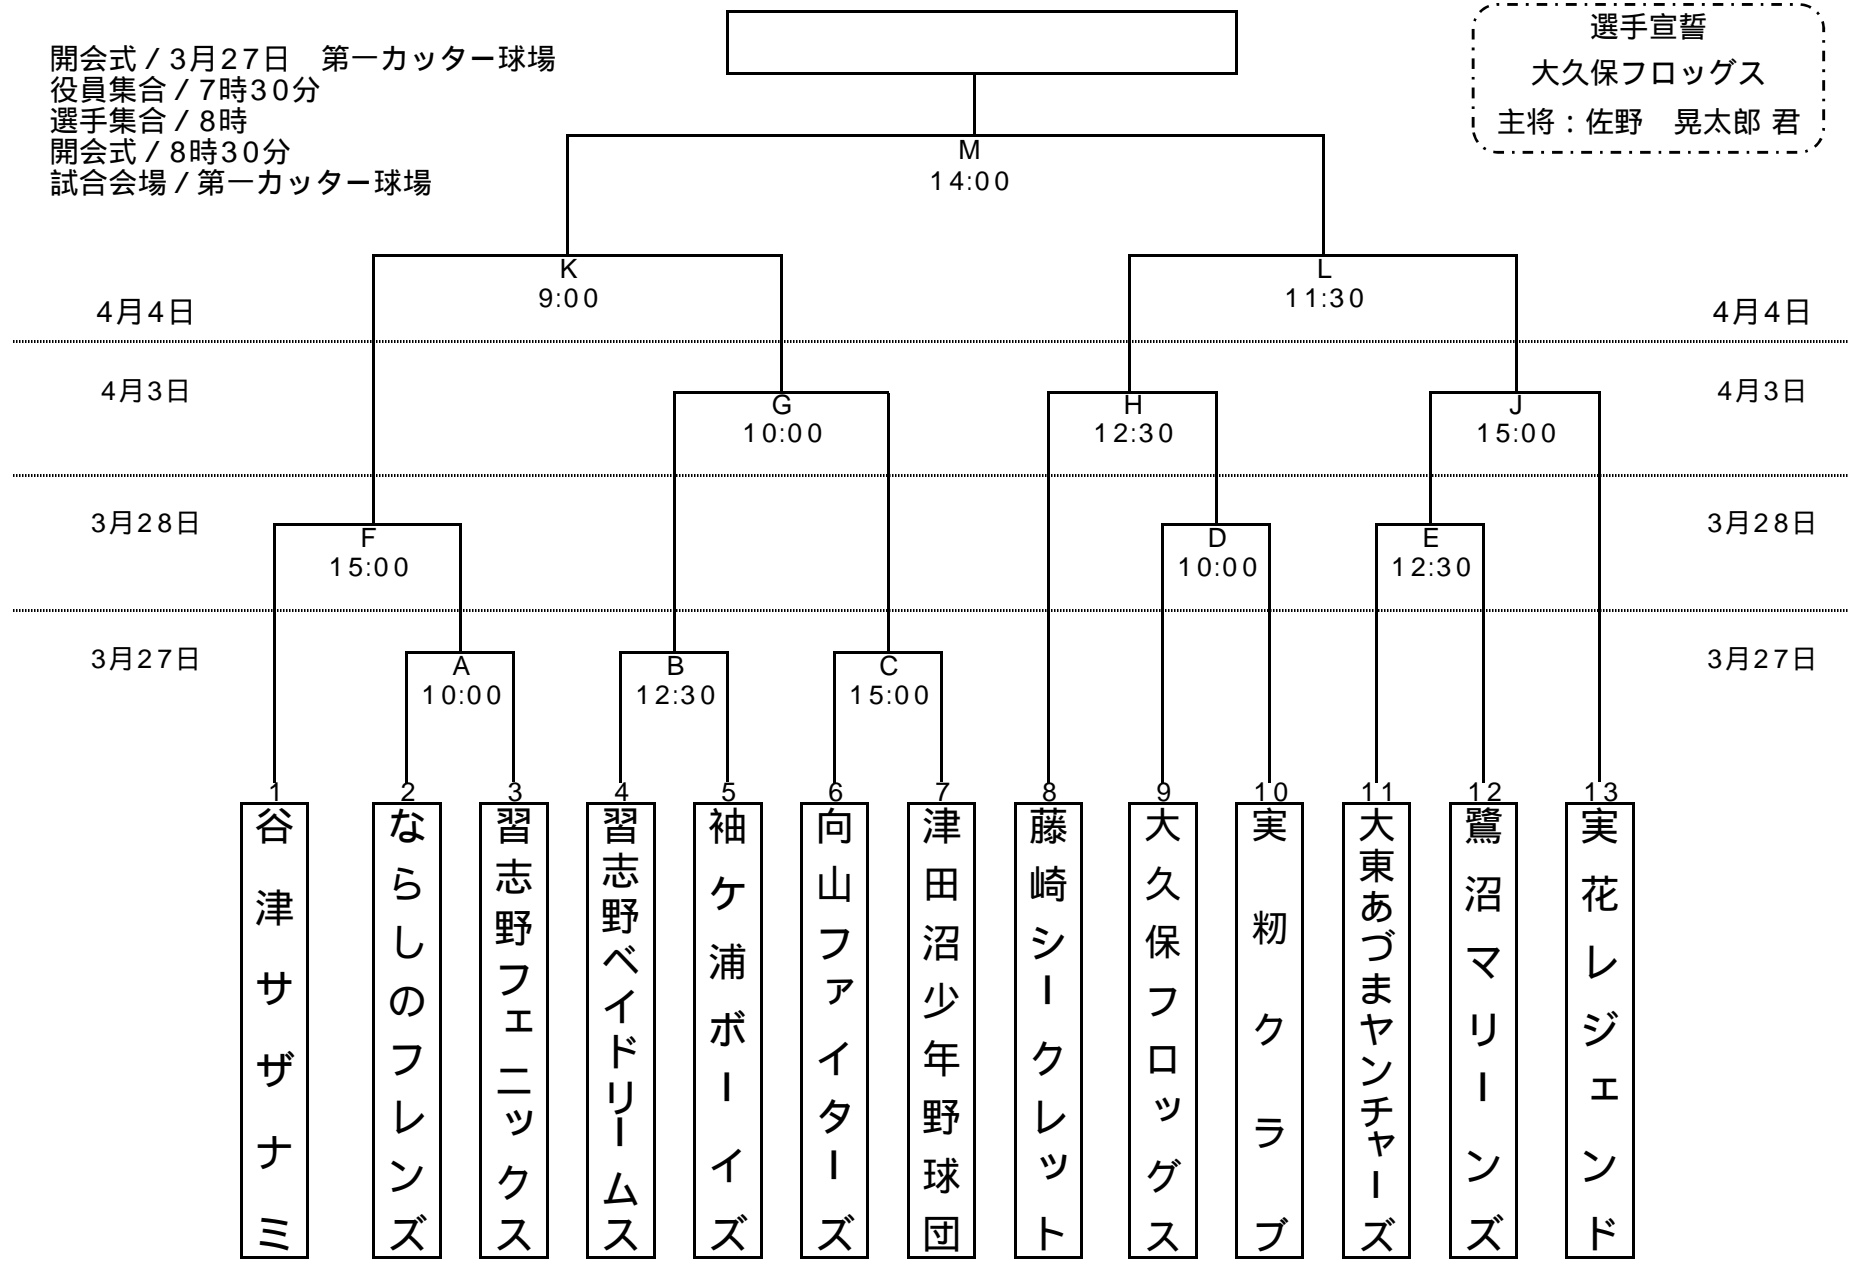 開会式/3月27日　第一カッター球場
役員集合/7時30分
選手集合/8時
開会式/8時30分
試合会場/第一カッター球場
選手宣誓
大久保フロッグス
主将：佐野　晃太郎 君
M
14:00
K
9:00
L
11:30
4月4日
4月4日
4月3日
4月3日
G
10:00
H
12:30
J
15:00
3月28日
3月28日
F
15:00
D
10:00
E
12:30
3月27日
3月27日
A
10:00
B
12:30
C
15:00
1
谷津サザナミ
2
ならしのフレンズ
3
習志野フェニックス
4
習志野ベイドリームス
5
袖ケ浦ボーイズ
6
向山ファイターズ
7
津田沼少年野球団
8
藤崎シークレット
9
大久保フロッグス
10
実籾クラブ
11
大東あづまヤンチャーズ
12
鷺沼マリーンズ
13
実花レジェンド